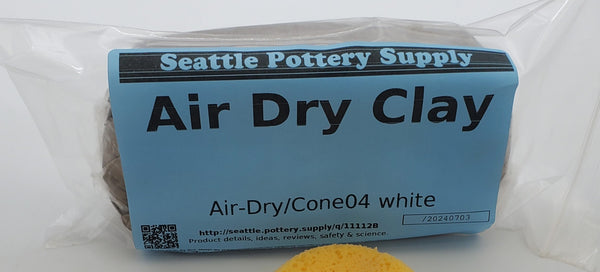 Seattle Pottery Supply
Air Dry Clay
Air-Dry/Cone04 white
/20240703
http://seattle.pottery.supply/q/11112B
Product details, ideas, reviews, safety & science.